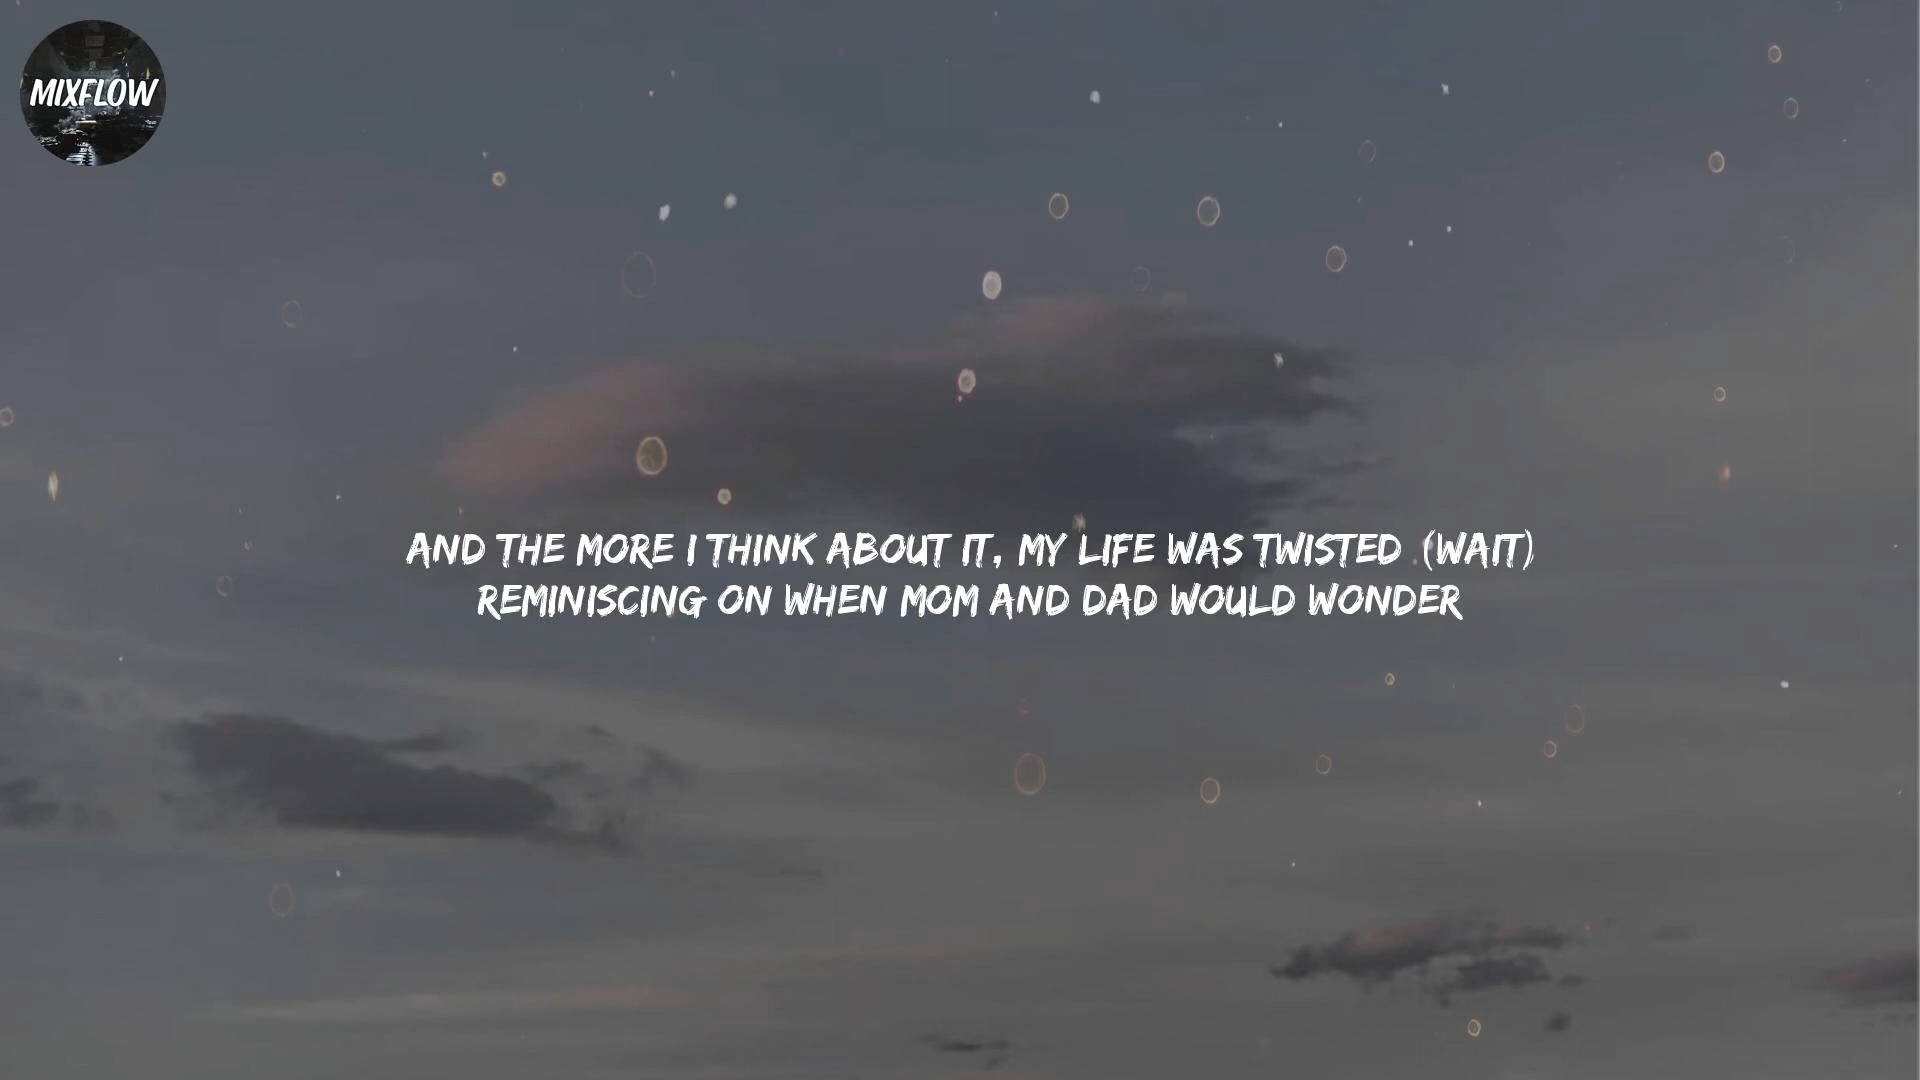 MIXFLOW
AND THE MORE I THINK ABOUT IT, MY LIFE WAS TWISTED (WAIT)
REMINISCING ON WHEN MOM AND DAD WOULD WONDER